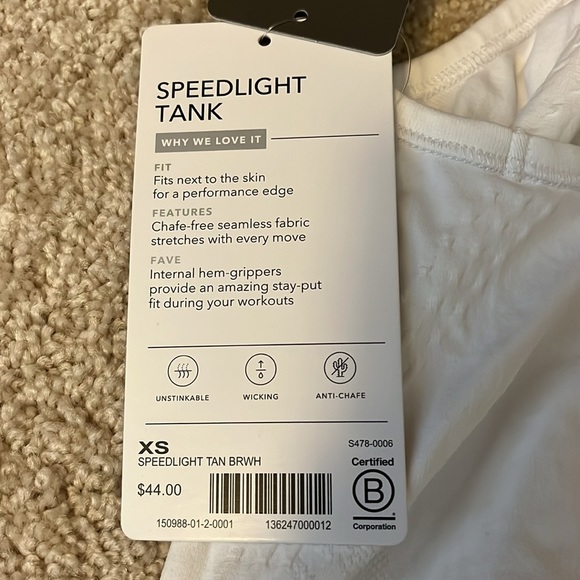 SPEEDLIGHT
TANK
WHY WE LOVE IT
FIT
Fits next to the skin
for a performance edge
FEATURES
Chafe-free seamless fabric
stretches with every move
FAVE
Internal hem-grippers
provide an amazing stay-put
fit during your workouts
UNSTINKABLE WICKING ANTI-CHAFE
XS S478-0006
SPEEDLIGHT TAN BRWH Certified
$44.00 B
150988-01-2-0001 136247000012 Corporation